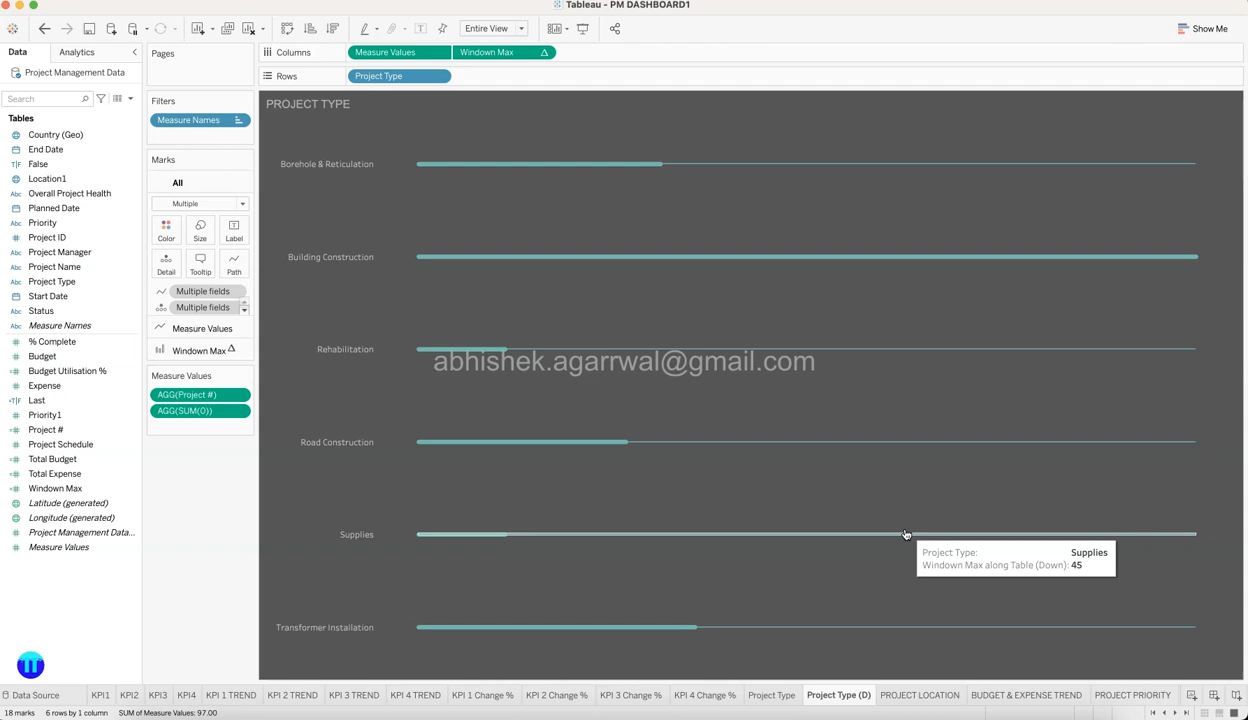 Tableau - PM DASHBOARD1
Entire View
Show Me
Data
Analytics
Project Management Data
Search
Tables
Country (Geo)
End Date
T|F False
Location1
Abc Overall Project Health
Planned Date
Abc Priority
# Project ID
Abc Project Manager
Abc Project Name
Abc Project Type
Start Date
Abc Status
Abc Measure Names
# % Complete
# Budget
=# Budget Utilisation %
# Expense
=T|F Last
# Priority1
=# Project #
# Project Schedule
=# Total Budget
=# Total Expense
=# Windown Max
Latitude (generated)
Longitude (generated)
# Project Management Data...
# Measure Values
Pages
Filters
Measure Names
Marks
All
Multiple
Color Size Label
Detail Tooltip Path
Multiple fields
Multiple fields
Measure Values
Windown Max
Measure Values
AGG(Project #)
AGG(SUM(0))
Columns Measure Values Windown Max
Rows Project Type
PROJECT TYPE
Borehole & Reticulation
Building Construction
Rehabilitation
abhishek.agarrwal@gmail.com
Road Construction
Supplies
Project Type: Supplies
Windown Max along Table (Down): 45
Transformer Installation
Data Source KPI1 KPI2 KPI3 KPI4 KPI 1 TREND KPI 2 TREND KPI 3 TREND KPI 4 TREND KPI 1 Change % KPI 2 Change % KPI 3 Change % KPI 4 Change % Project Type Project Type (D) PROJECT LOCATION BUDGET & EXPENSE TREND PROJECT PRIORITY
18 marks 6 rows by 1 column SUM of Measure Values: 97.00